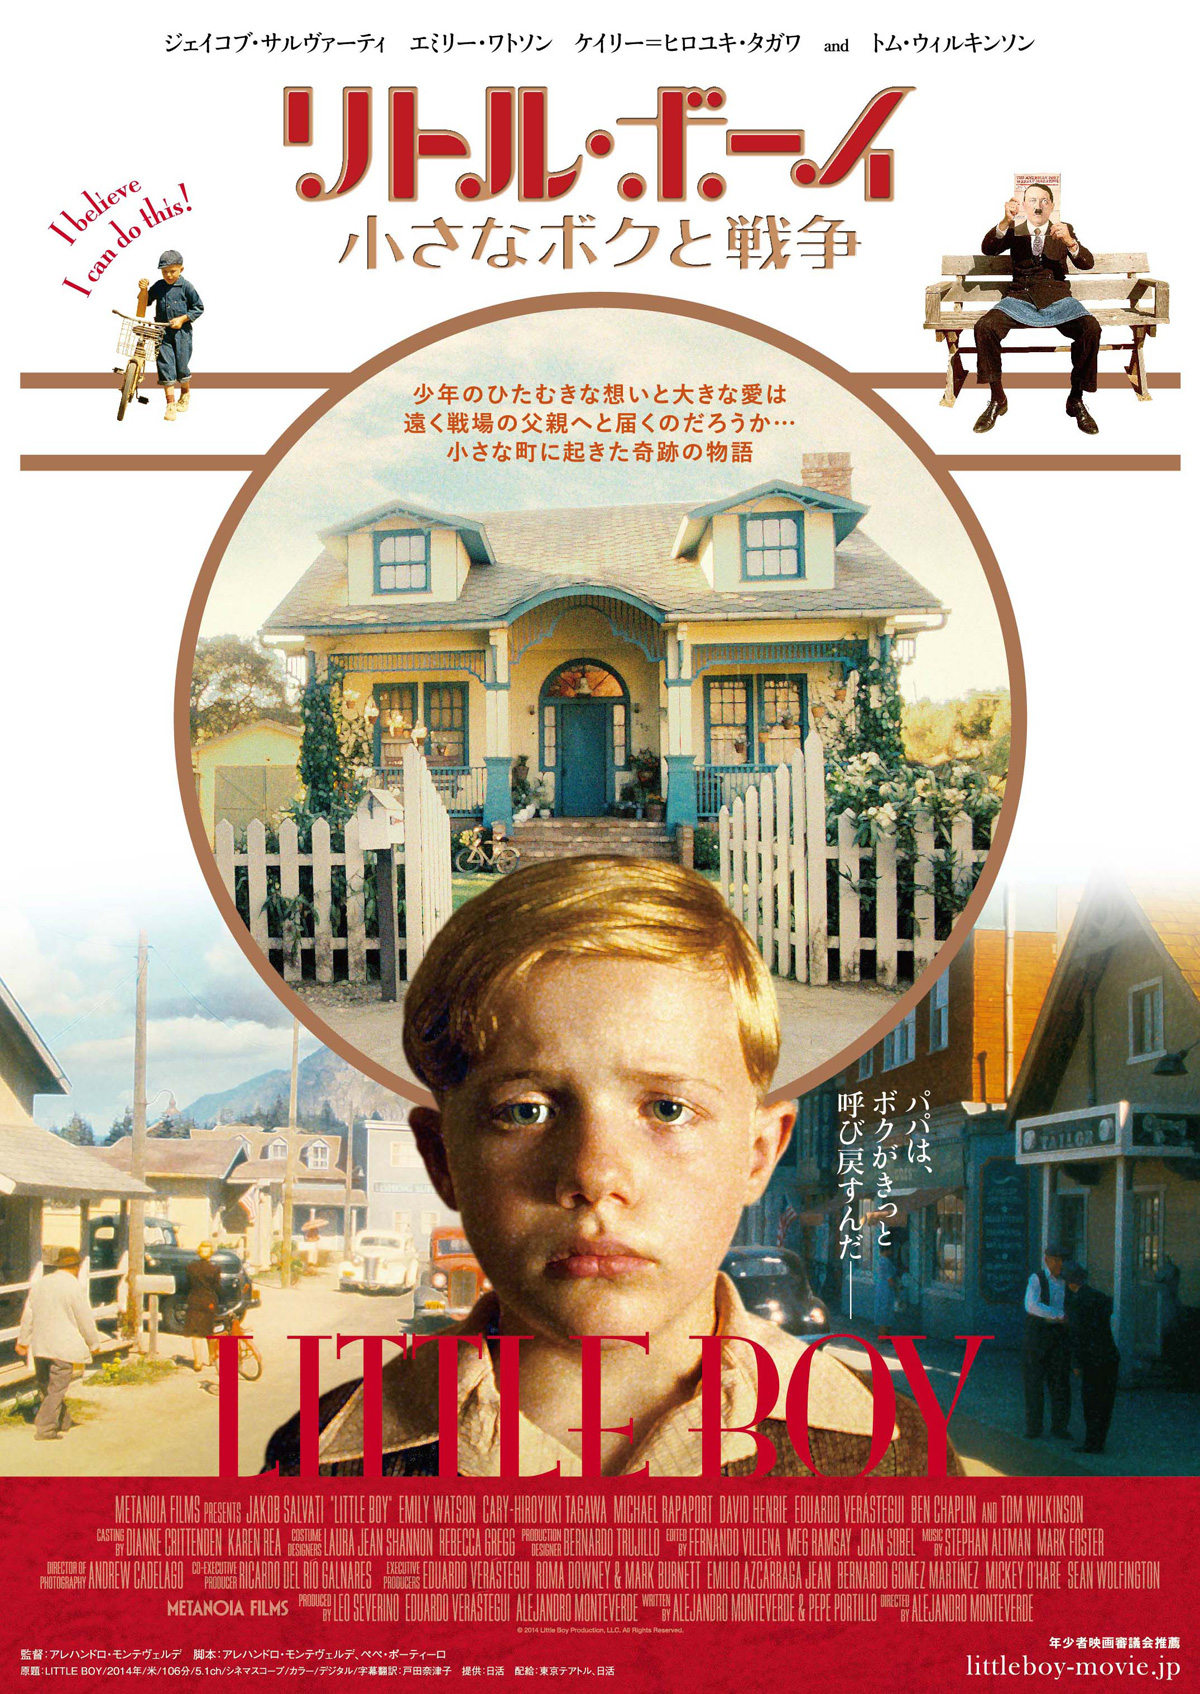 ジェイコブ・サルヴァーティ エミリー・ワトソン ケイリー=ヒロユキ・タガワ and トム・ウィルキンソン
リトル・ボーイ
小さなボクと戦争
I believe
I can do this!
少年のひたむきな想いと大きな愛は
遠く戦場の父親へと届くのだろうか…
小さな町に起きた奇跡の物語
パパは、
ボクがきっと
呼び戻すんだ——
TAILOR
LITTLE BOY
METANOIA FILMS PRESENTS JAKOB SALVATI "LITTLE BOY" EMILY WATSON CARY-HIROYUKI TAGAWA MICHAEL RAPAPORT DAVID HENRIE EDUARDO VERÁSTEGUI BEN CHAPLIN AND TOM WILKINSON
CASTING BY DIANNE CRITTENDEN KAREN REA COSTUME DESIGNERS LAURA JEAN SHANNON REBECCA GREGG PRODUCTION DESIGNER BERNARDO TRUJILLO EDITED BY FERNANDO VILLENA MEG RAMSAY JOAN SOBEL MUSIC BY STEPHAN ALTMAN MARK FOSTER
DIRECTOR OF PHOTOGRAPHY ANDREW CADELAGO CO-EXECUTIVE PRODUCER RICARDO DEL RÍO GALNARES EXECUTIVE PRODUCERS EDUARDO VERÁSTEGUI ROMA DOWNEY & MARK BURNETT EMILIO AZCÁRRAGA JEAN BERNARDO GOMEZ MARTÍNEZ MICKEY O'HARE SEAN WOLFINGTON
METANOIA FILMS PRODUCED BY LEO SEVERINO EDUARDO VERÁSTEGUI ALEJANDRO MONTEVERDE WRITTEN BY ALEJANDRO MONTEVERDE & PEPE PORTILLO DIRECTED BY ALEJANDRO MONTEVERDE
© 2014 Little Boy Production, LLC. All Rights Reserved.
監督:アレハンドロ・モンテヴェルデ 脚本:アレハンドロ・モンテヴェルデ、ペペ・ポーティーロ
原題:LITTLE BOY/2014年/米/106分/5.1ch/シネマスコープ/カラー/デジタル/字幕翻訳:戸田奈津子 提供:日活 配給:東京テアトル、日活
年少者映画審議会推薦
littleboy-movie.jp